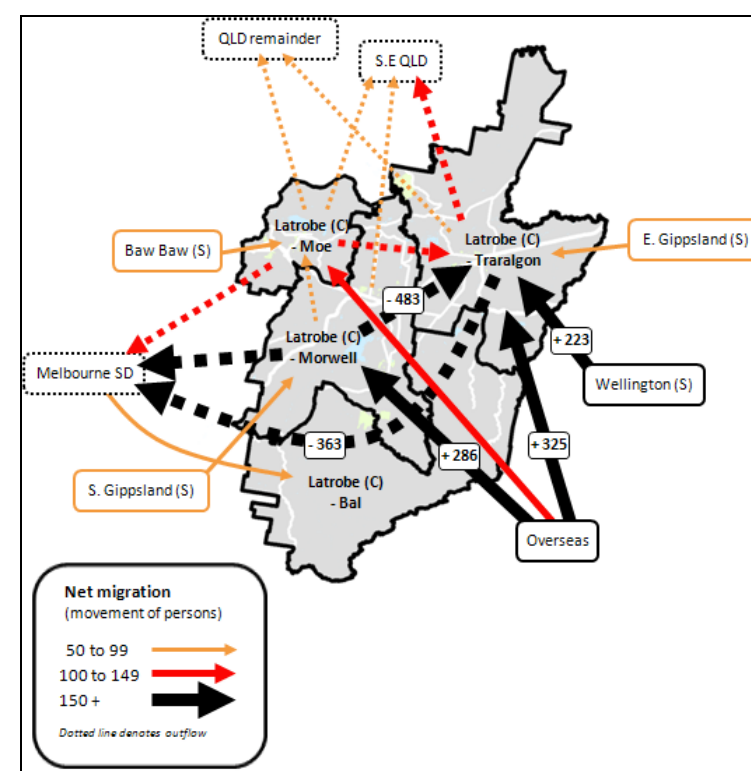 QLD remainder
S.E QLD
Latrobe (C)
- Moe
Baw Baw (S)
Latrobe (C)
- Traralgon
E. Gippsland (S)
- 483
Latrobe (C)
- Morwell
+ 223
Melbourne SD
Wellington (S)
- 363
+ 286
+ 325
S. Gippsland (S)
Latrobe (C)
- Bal
Overseas
Net migration
(movement of persons)
50 to 99
100 to 149
150 +
Dotted line denotes outflow